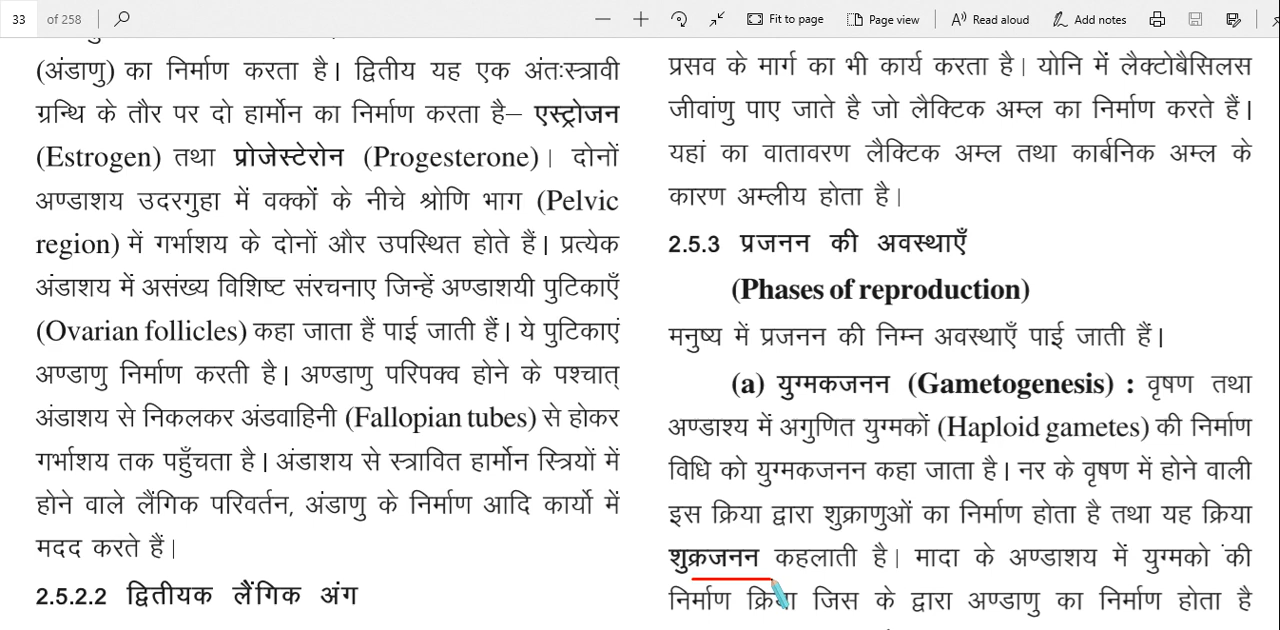 33 of 258
Fit to page
Page view
Read aloud
Add notes
(अंडाणु) का निर्माण करता है। द्वितीय यह एक अंतःस्त्रावी
ग्रन्थि के तौर पर दो हार्मोन का निर्माण करता है– एस्ट्रोजन
(Estrogen) तथा प्रोजेस्टेरोन (Progesterone)। दोनों
अण्डाशय उदरगुहा में वक्कों के नीचे श्रोणि भाग (Pelvic
region) में गर्भाशय के दोनों और उपस्थित होते हैं। प्रत्येक
अंडाशय में असंख्य विशिष्ट संरचनाए जिन्हें अण्डाशयी पुटिकाएँ
(Ovarian follicles) कहा जाता हैं पाई जाती हैं। ये पुटिकाएं
अण्डाणु निर्माण करती है। अण्डाणु परिपक्व होने के पश्चात्
अंडाशय से निकलकर अंडवाहिनी (Fallopian tubes) से होकर
गर्भाशय तक पहुँचता है। अंडाशय से स्त्रावित हार्मोन स्त्रियों में
होने वाले लैंगिक परिवर्तन, अंडाणु के निर्माण आदि कार्यो में
मदद करते हैं।
2.5.2.2 द्वितीयक लैंगिक अंग
प्रसव के मार्ग का भी कार्य करता है। योनि में लैक्टोबैसिलस
जीवांणु पाए जाते है जो लैक्टिक अम्ल का निर्माण करते हैं।
यहां का वातावरण लैक्टिक अम्ल तथा कार्बनिक अम्ल के
कारण अम्लीय होता है।
2.5.3 प्रजनन की अवस्थाएँ
(Phases of reproduction)
मनुष्य में प्रजनन की निम्न अवस्थाएँ पाई जाती हैं।
(a) युग्मकजनन (Gametogenesis) : वृषण तथा
अण्डाश्य में अगुणित युग्मकों (Haploid gametes) की निर्माण
विधि को युग्मकजनन कहा जाता है। नर के वृषण में होने वाली
इस क्रिया द्वारा शुक्राणुओं का निर्माण होता है तथा यह क्रिया
शुक्रजनन कहलाती है। मादा के अण्डाशय में युग्मको की
निर्माण क्रिया जिस के द्वारा अण्डाणु का निर्माण होता है